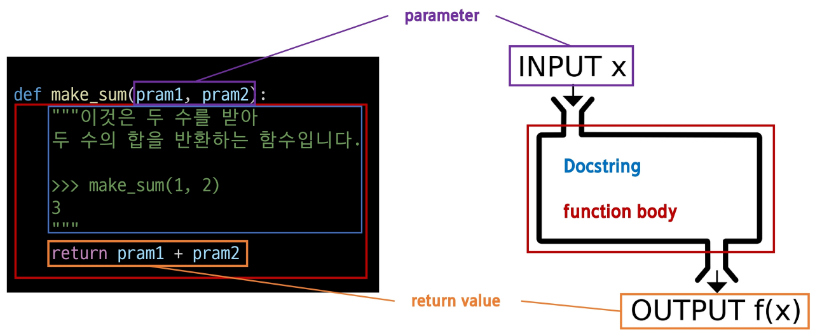 parameter
def make_sum(pram1, pram2):
"""이것은 두 수를 받아
두 수의 합을 반환하는 함수입니다.
>>> make_sum(1, 2)
3
"""
return pram1 + pram2
INPUT x
Docstring
function body
return value
OUTPUT f(x)